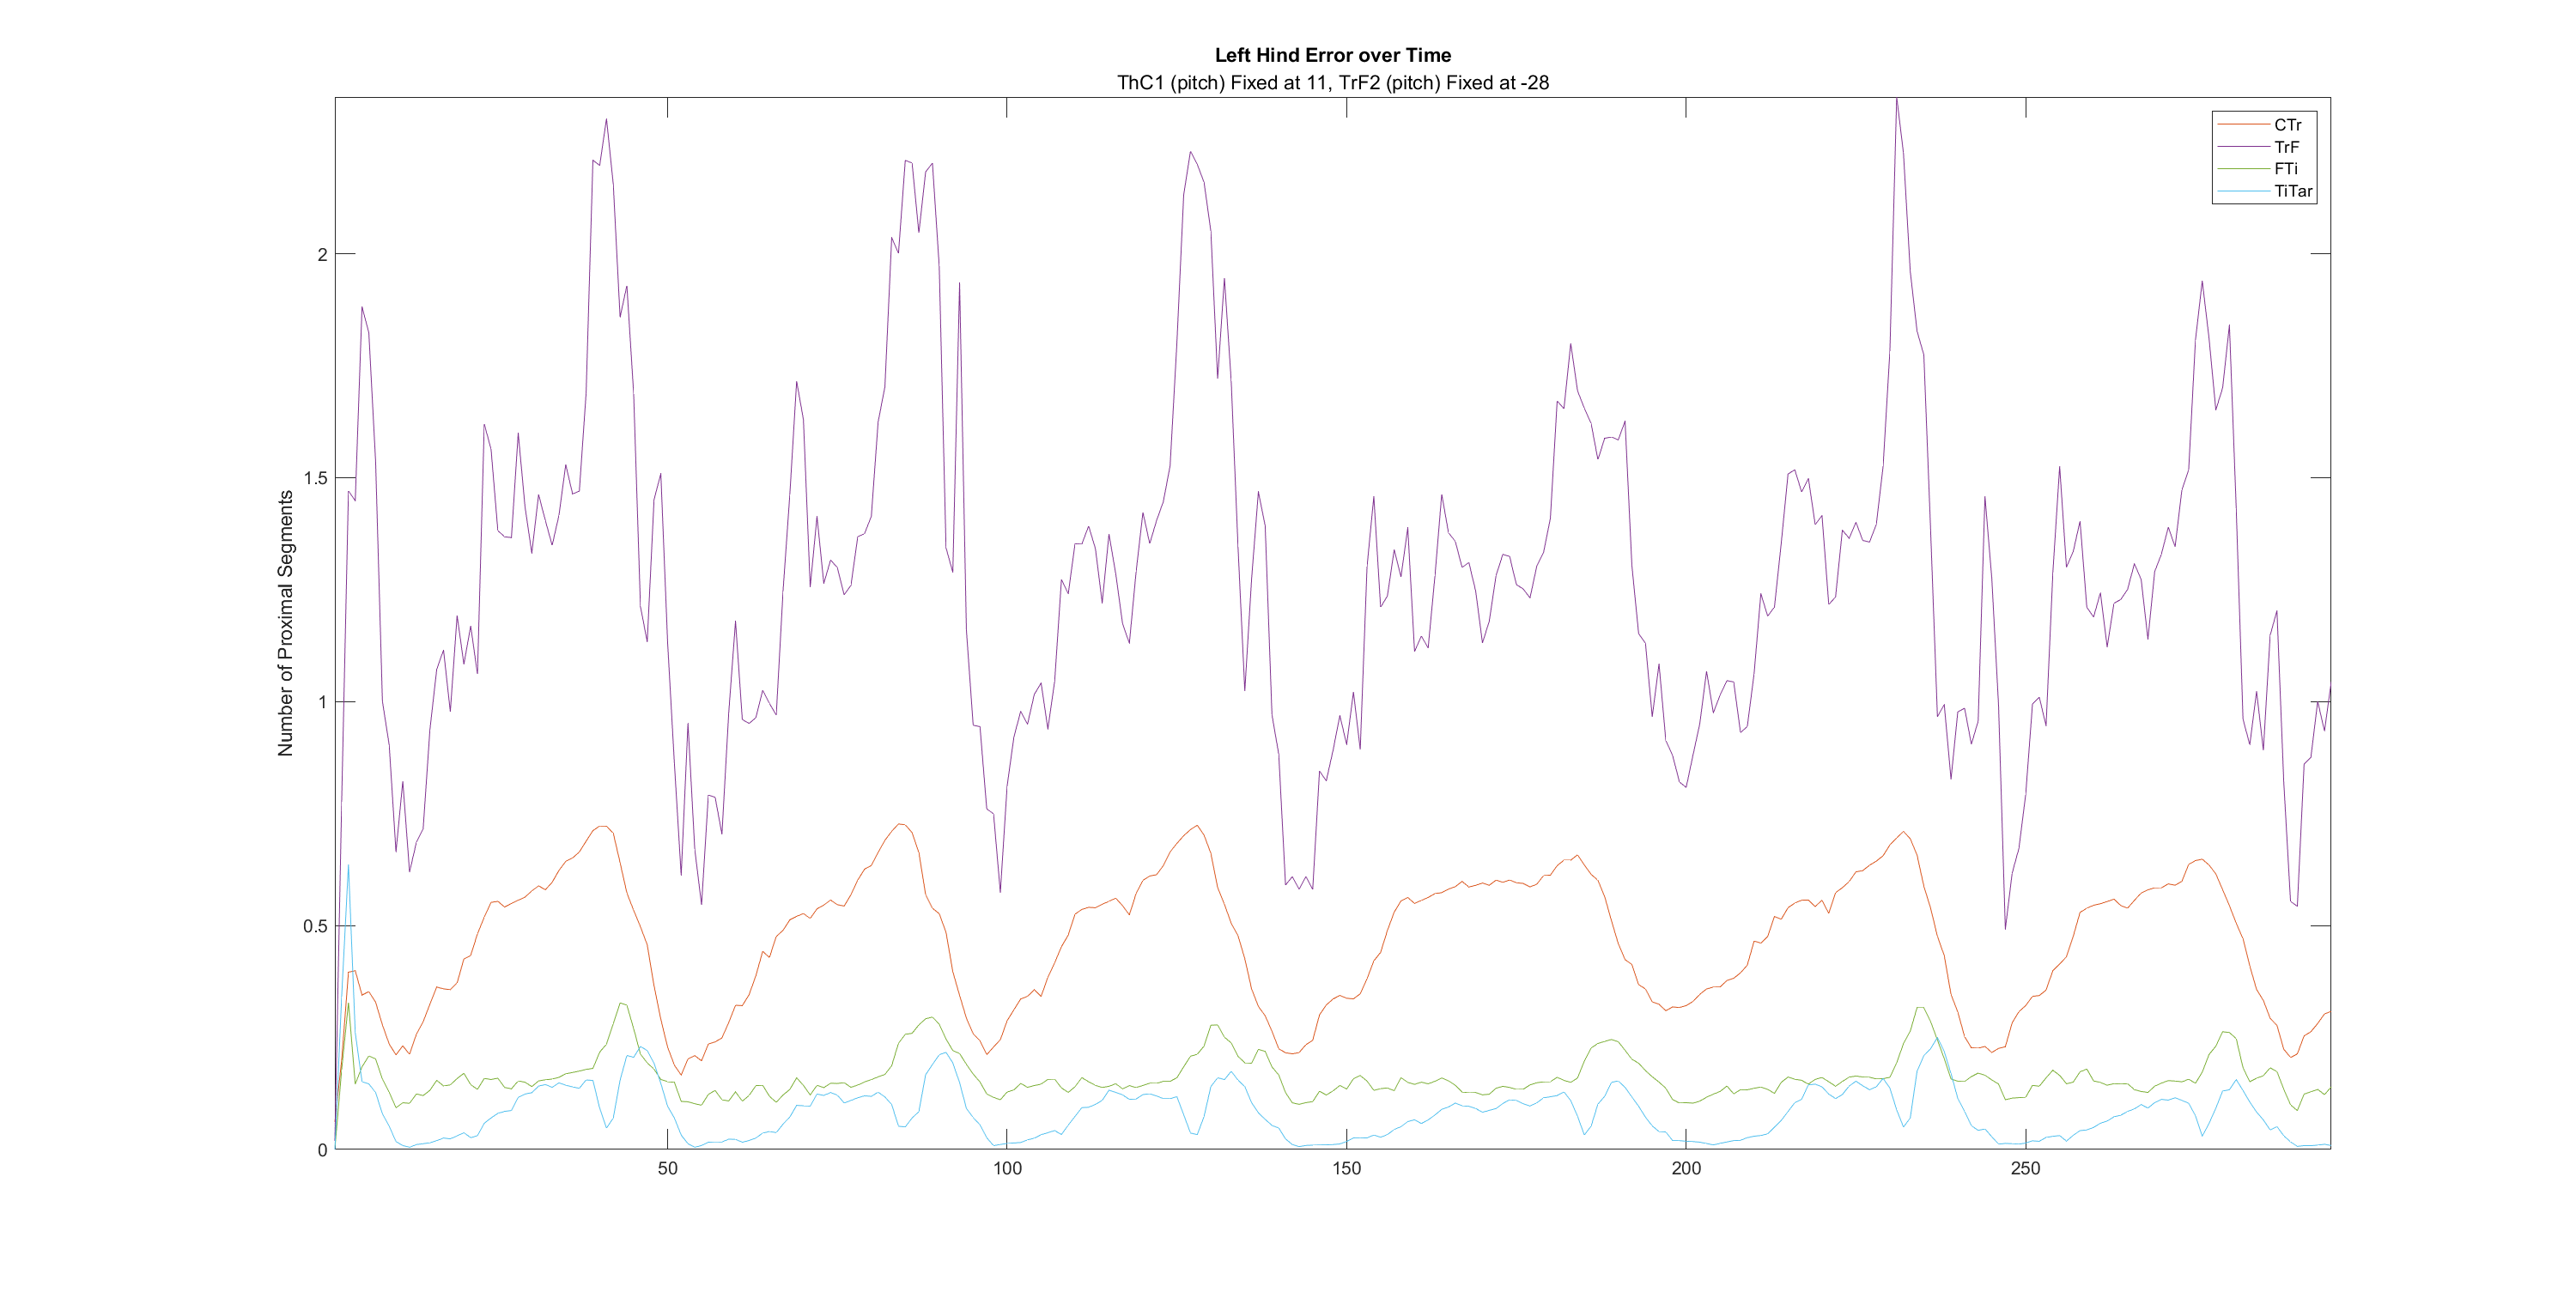 Left Hind Error over Time
ThC1 (pitch) Fixed at 11, TrF2 (pitch) Fixed at -28
CTr
TrF
FTi
TiTar
Number of Proximal Segments
2
1.5
1
0.5
0
50
100
150
200
250